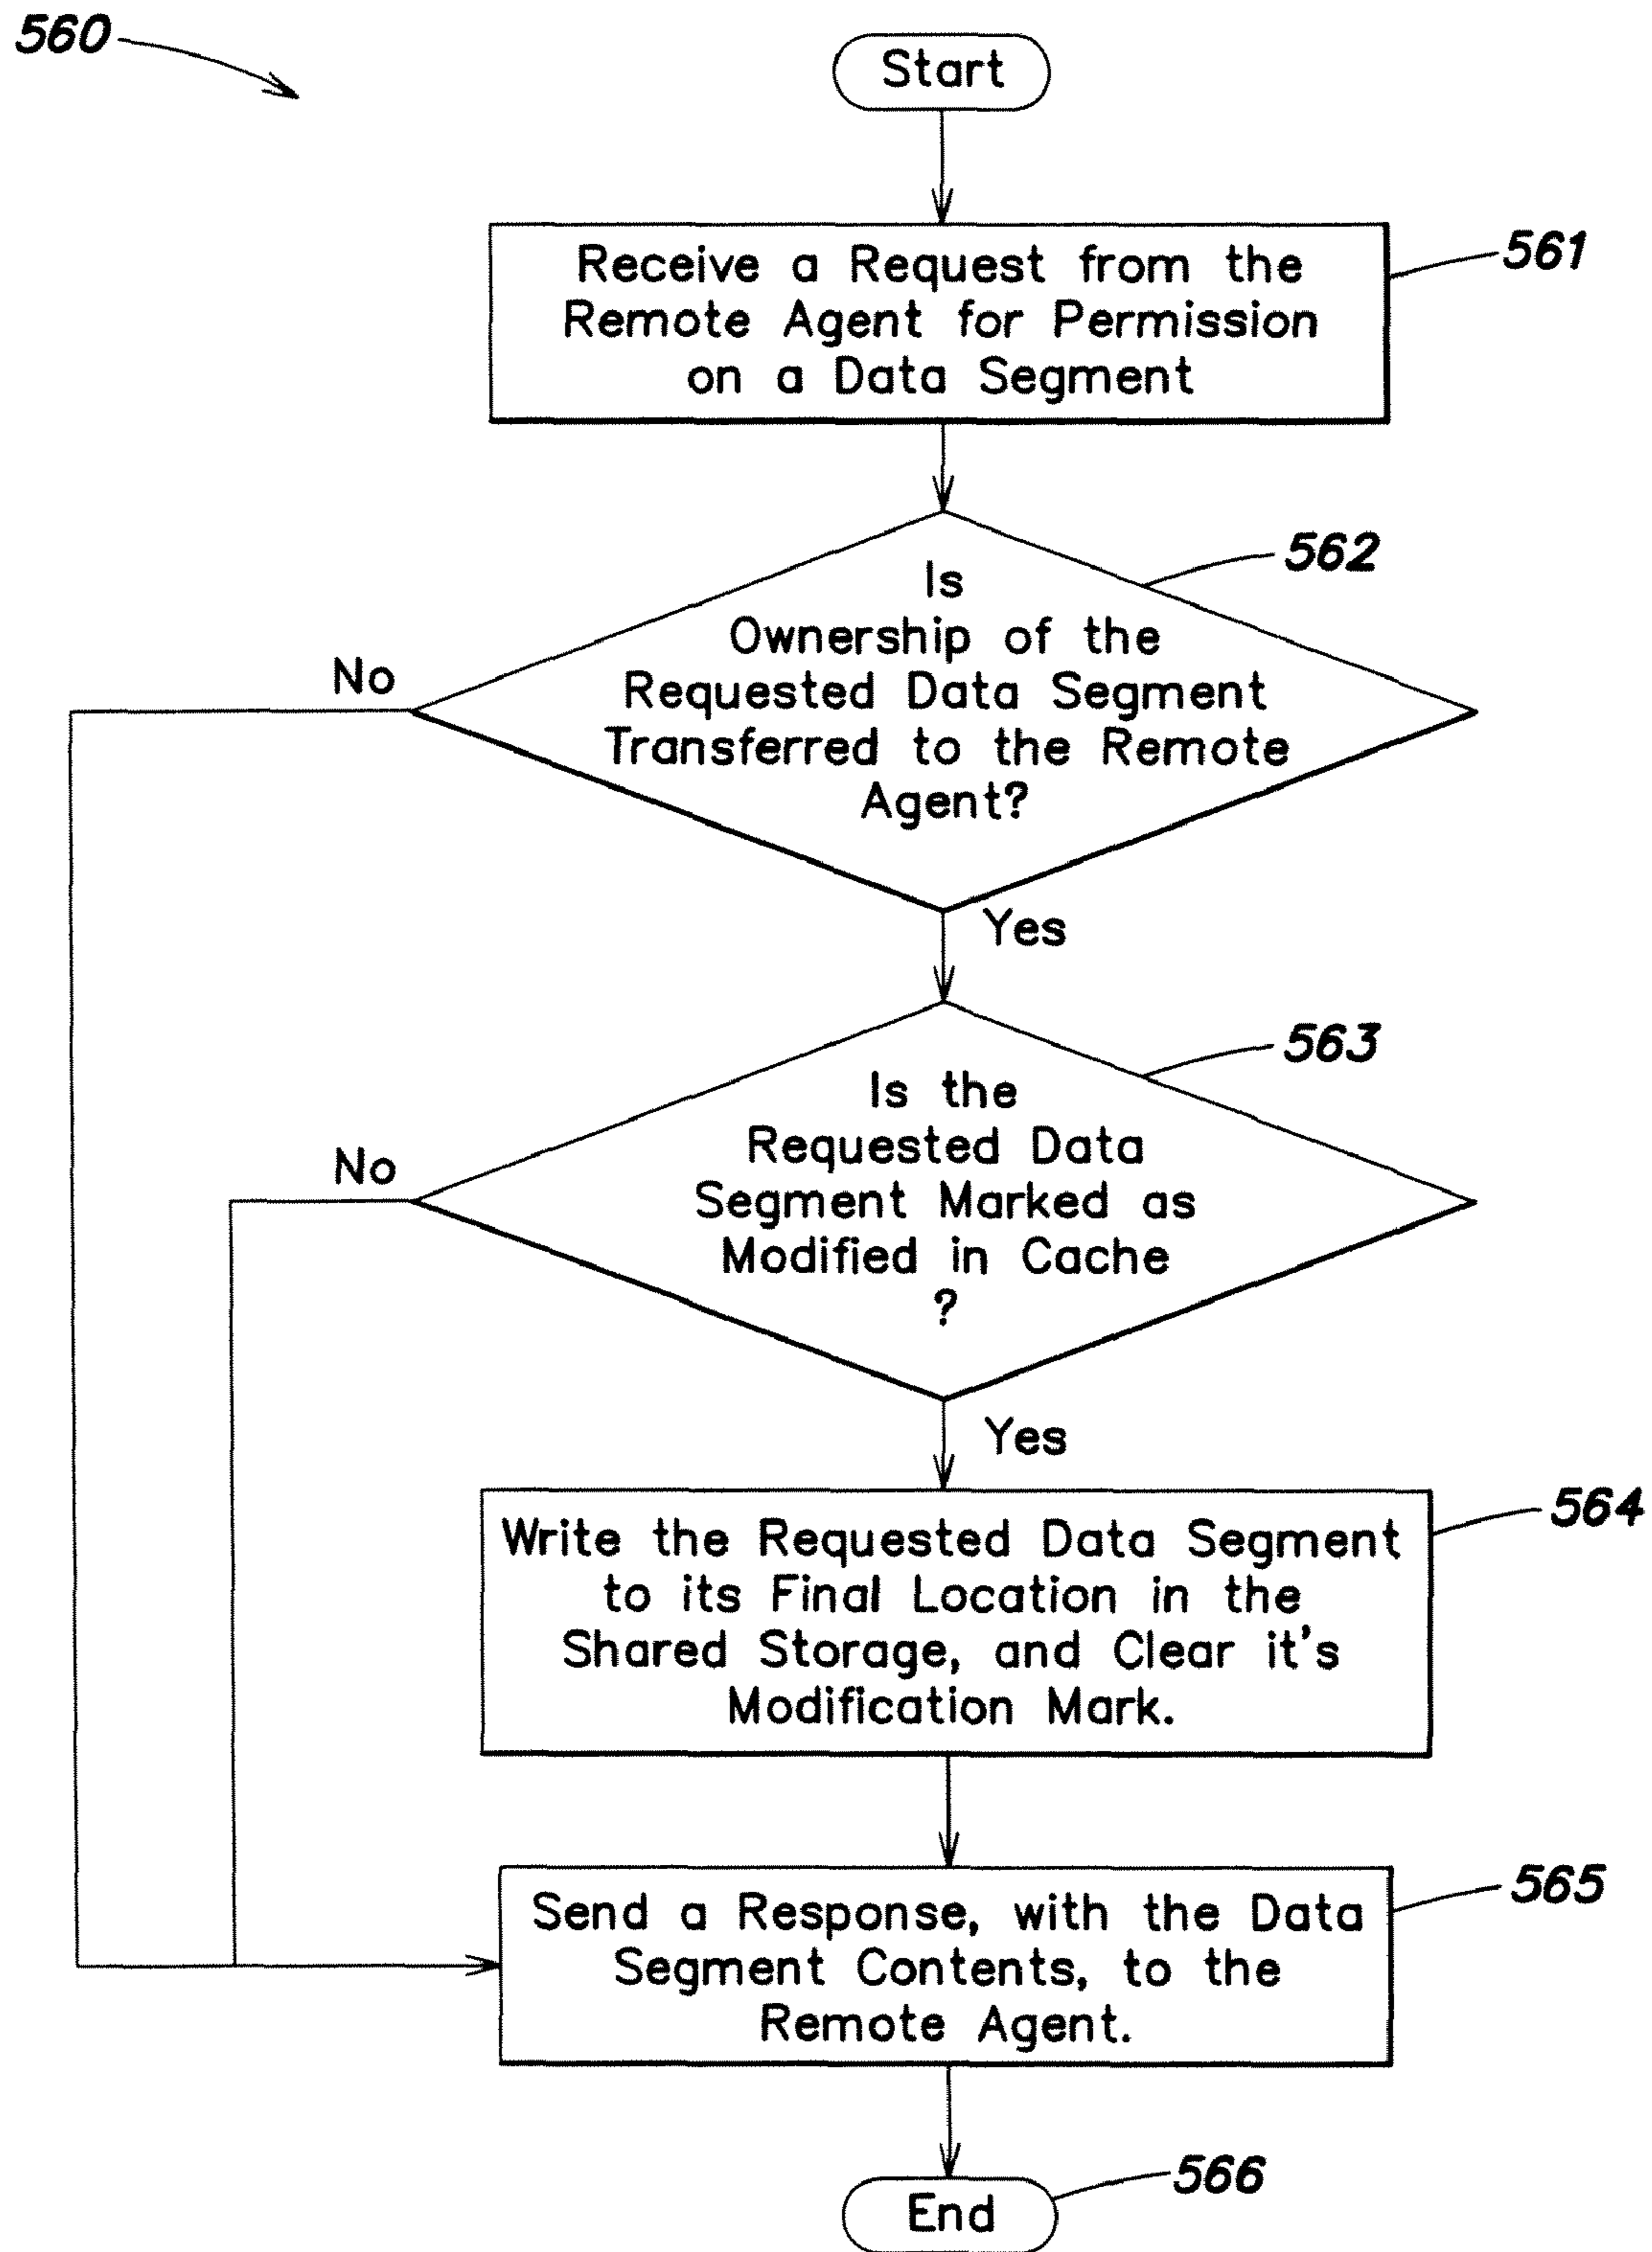 560
Start
Receive a Request from the
Remote Agent for Permission
on a Data Segment
561
Is
Ownership of the
Requested Data Segment
Transferred to the Remote
Agent?
562
No
Yes
Is the
Requested Data
Segment Marked as
Modified in Cache
?
563
No
Yes
Write the Requested Data Segment
to its Final Location in the
Shared Storage, and Clear it's
Modification Mark.
564
Send a Response, with the Data
Segment Contents, to the
Remote Agent.
565
End
566